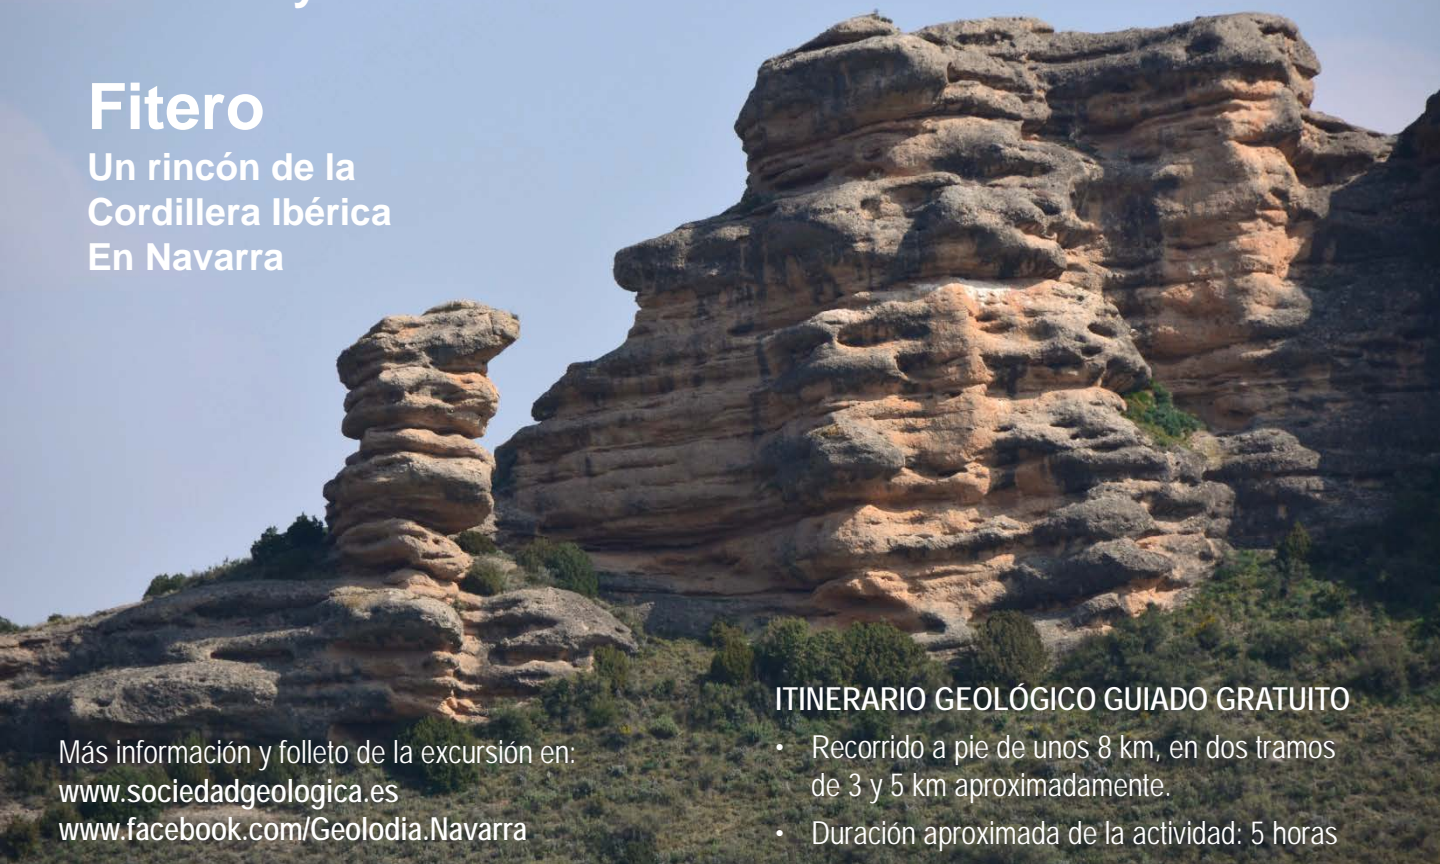 Fitero
Un rincón de la
Cordillera Ibérica
En Navarra
ITINERARIO GEOLÓGICO GUIADO GRATUITO
• Recorrido a pie de unos 8 km, en dos tramos
de 3 y 5 km aproximadamente.
• Duración aproximada de la actividad: 5 horas
Más información y folleto de la excursión en:
www.sociedadgeologica.es
www.facebook.com/Geolodia.Navarra